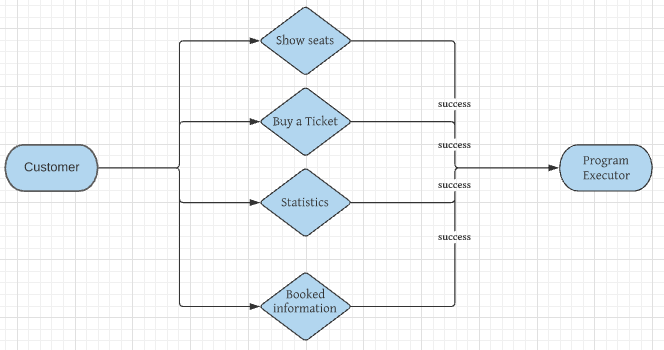 Show seats
success
Buy a Ticket
success
Customer
Program
Executor
success
Statistics
success
Booked
information